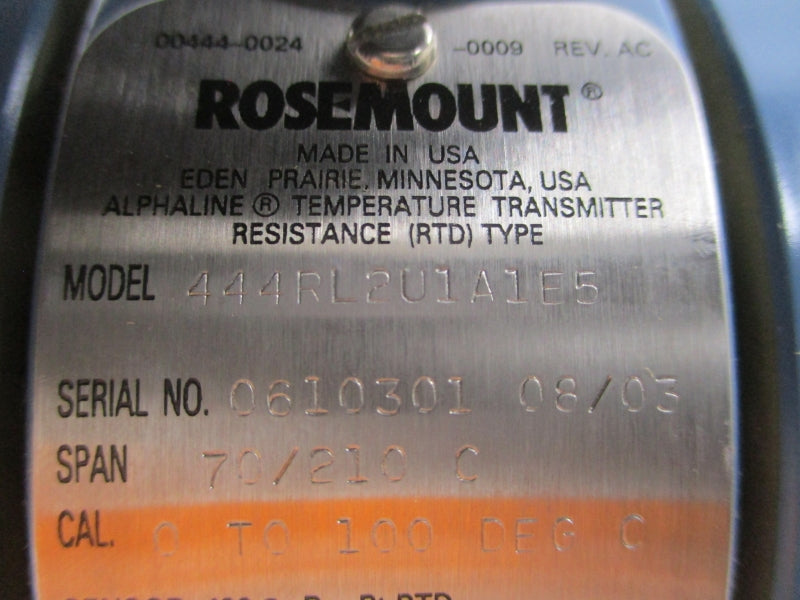 00444-0024 -0009 REV. AC
ROSEMOUNT ®
MADE IN USA
EDEN PRAIRIE, MINNESOTA, USA
ALPHALINE ® TEMPERATURE TRANSMITTER
RESISTANCE (RTD) TYPE
MODEL 444RL2U1A1E5
SERIAL NO. 0610301 08/03
SPAN 70/210 C
CAL. 0 TO 100 DEG C